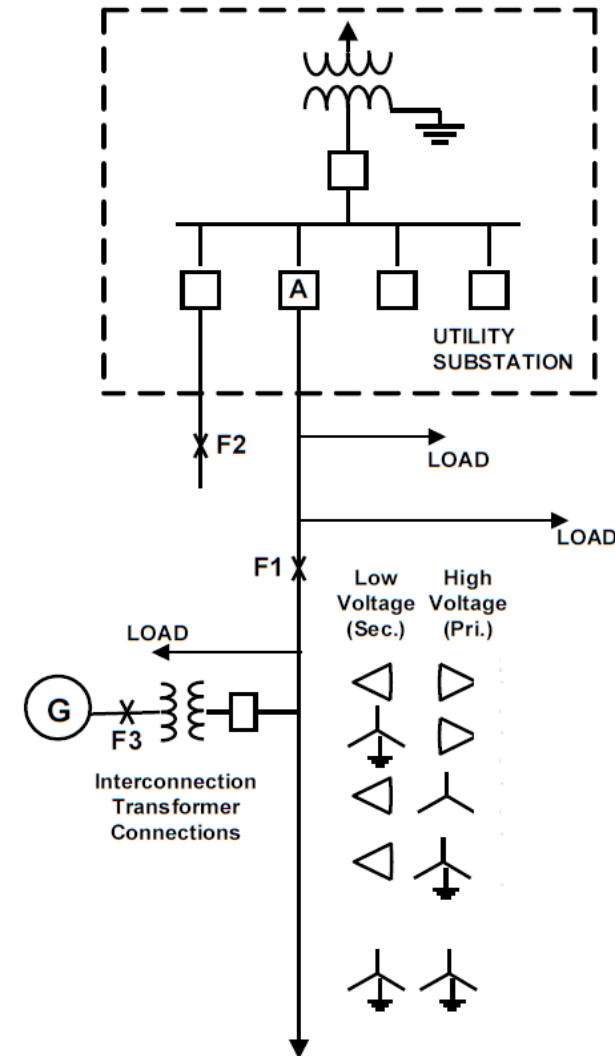 A
UTILITY
SUBSTATION
F2
LOAD
LOAD
F1
Low
Voltage
(Sec.)
High
Voltage
(Pri.)
LOAD
G
F3
Interconnection
Transformer
Connections